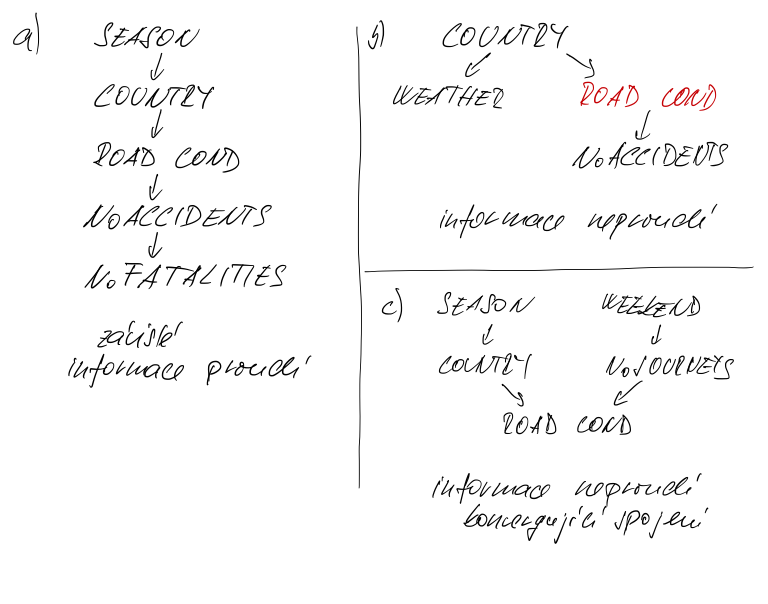 a) SEASON
COUNTRY
ROAD COND
NoACCIDENTS
NoFATALITIES
závislé
informace proudí
b) COUNTRY
WEATHER ROAD COND
NoACCIDENTS
informace neproudí
c) SEASON WEEKEND
COUNTRY NoJOURNEYS
ROAD COND
informace neproudí
konvergující spojení